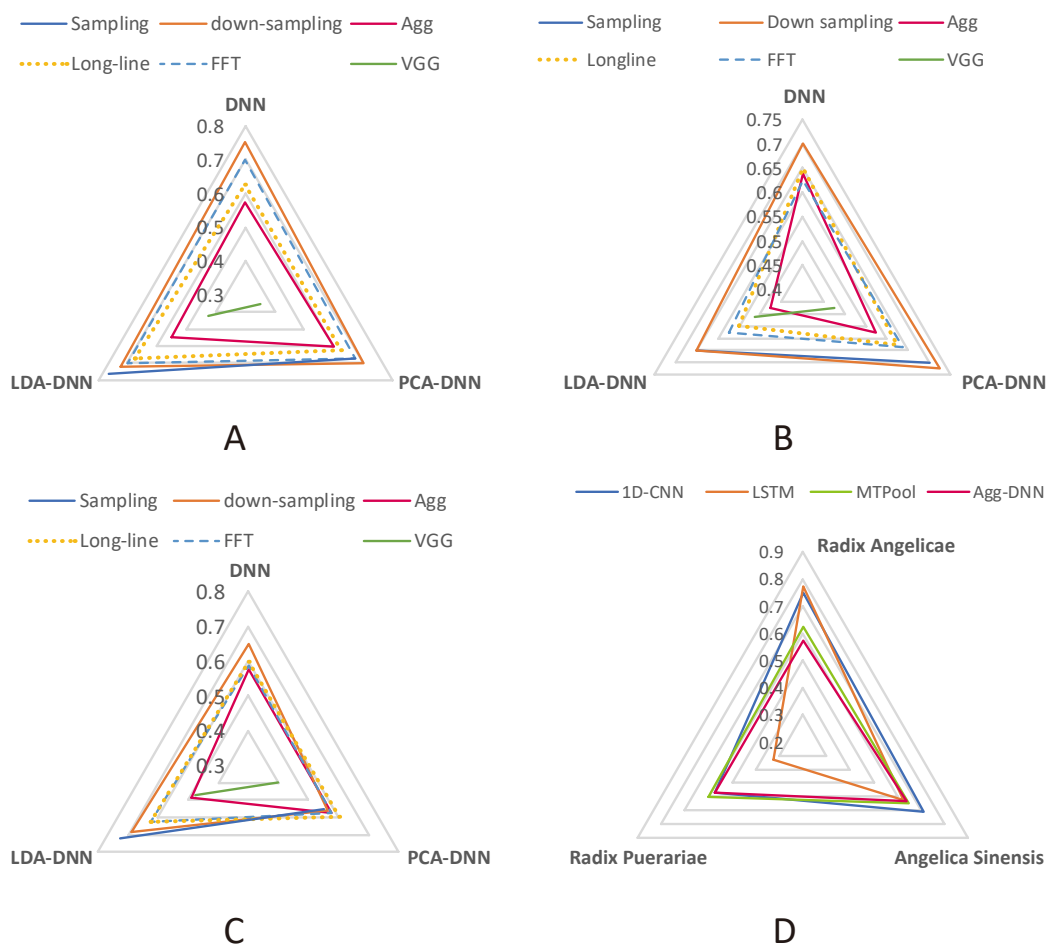 Sampling down-sampling Agg
Long-line FFT VGG
DNN
0.8
0.7
0.6
0.5
0.4
0.3
LDA-DNN PCA-DNN
A
Sampling Down sampling Agg
Longline FFT VGG
DNN
0.75
0.7
0.65
0.6
0.55
0.5
0.45
0.4
LDA-DNN PCA-DNN
B
Sampling down-sampling Agg
Long-line FFT VGG
DNN
0.8
0.7
0.6
0.5
0.4
0.3
LDA-DNN PCA-DNN
C
1D-CNN LSTM MTPool Agg-DNN
Radix Angelicae
0.9
0.8
0.7
0.6
0.5
0.4
0.3
0.2
Radix Puerariae Angelica Sinensis
D